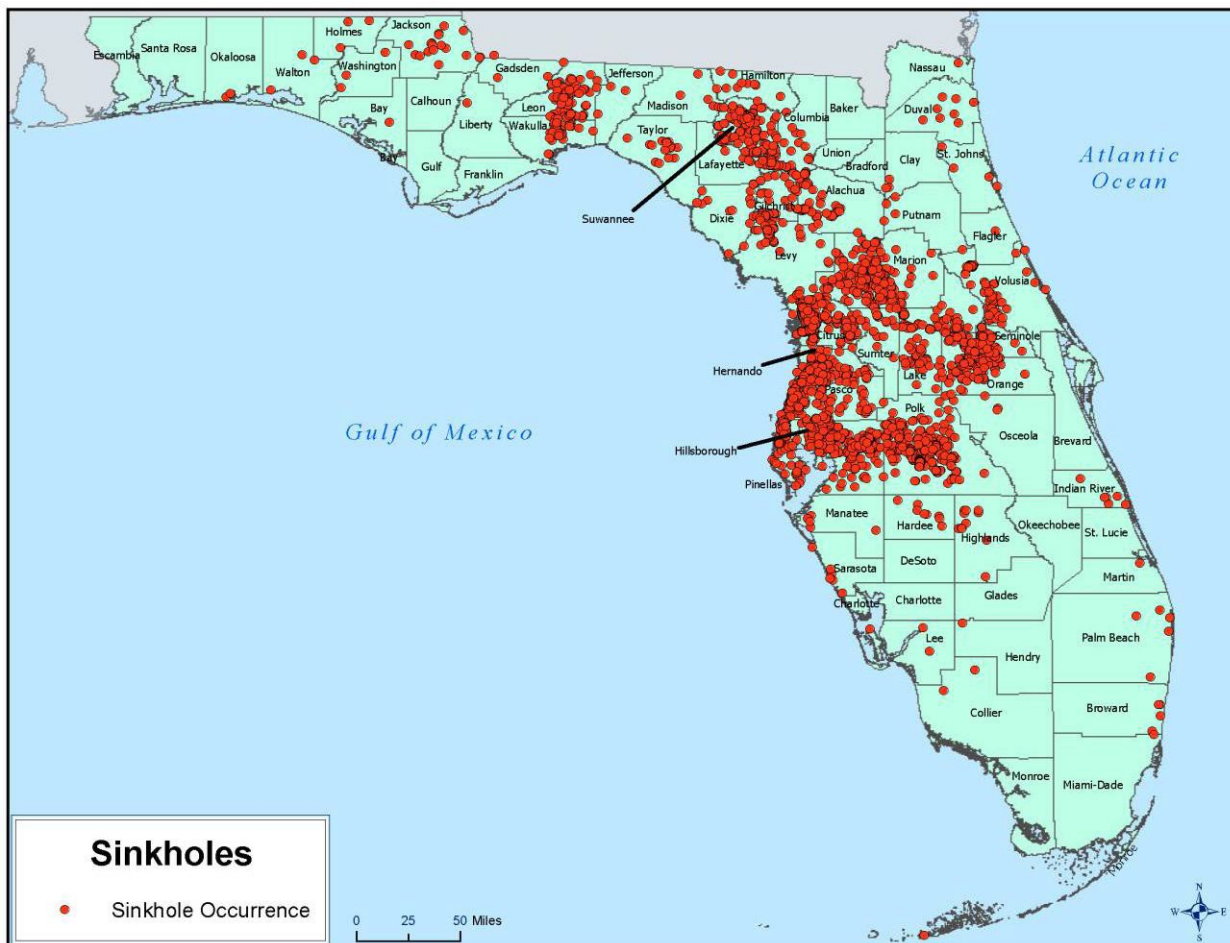 Holmes
Jackson
Escambia
Santa Rosa
Okaloosa
Walton
Washington
Gadsden
Jefferson
Hamilton
Nassau
Bay
Calhoun
Leon
Madison
Baker
Duval
Liberty
Wakulla
Taylor
Columbia
Bay
Gulf
Franklin
Lafayette
Union
Bradford
Clay
St. Johns
Atlantic
Ocean
Suwannee
Dixie
Gilchrist
Alachua
Putnam
Flagler
Levy
Marion
Volusia
Citrus
Sumter
Seminole
Hernando
Lake
Orange
Pasco
Gulf of Mexico
Polk
Osceola
Brevard
Hillsborough
Pinellas
Indian River
Manatee
Hardee
Highlands
Okeechobee
St. Lucie
Sarasota
DeSoto
Martin
Charlotte
Charlotte
Glades
Lee
Hendry
Palm Beach
Collier
Broward
Monroe
Miami-Dade
Monroe
Sinkholes
Sinkhole Occurrence
0 25 50 Miles
N
W E
S